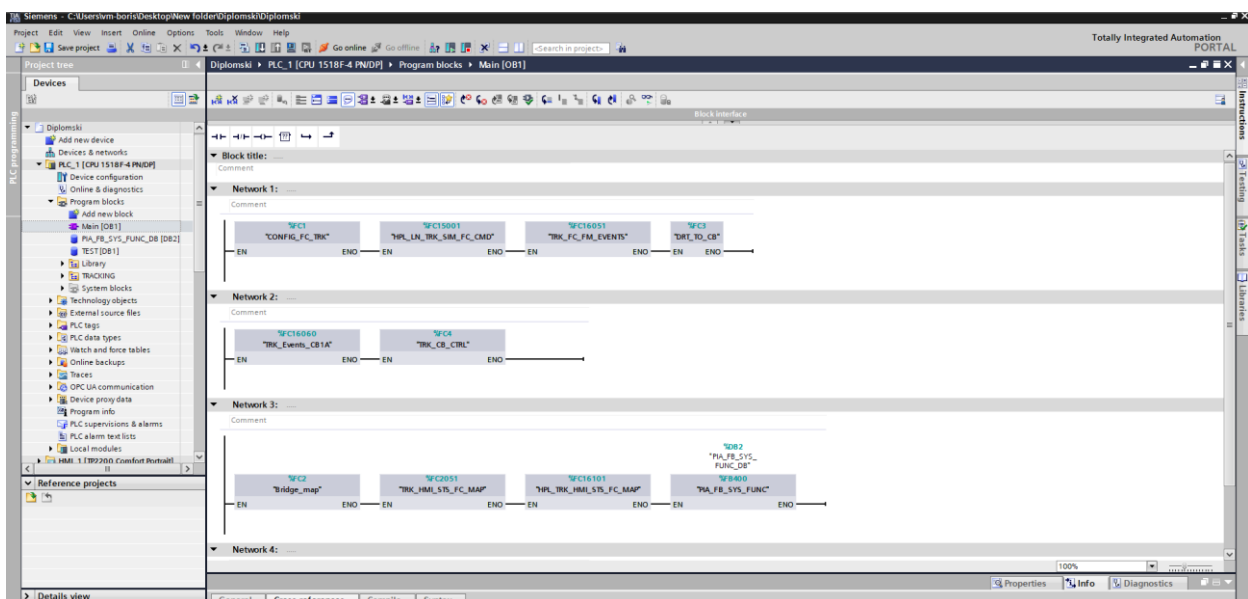 Siemens - C:\Users\vm-boris\Desktop\New folder\Diplomski\Diplomski
Project Edit View Insert Online Options Tools Window Help
Save project Go online Go offline <Search in project>
Totally Integrated Automation
PORTAL
Project tree
Diplomski ▸ PLC_1 [CPU 1518F-4 PN/DP] ▸ Program blocks ▸ Main [OB1]
Devices
Block interface
PLC programming
Diplomski
Add new device
Devices & networks
PLC_1 [CPU 1518F-4 PN/DP]
Device configuration
Online & diagnostics
Program blocks
Add new block
Main [OB1]
PIA_FB_SYS_FUNC_DB [DB2]
TEST [DB1]
Library
TRACKING
System blocks
Technology objects
External source files
PLC tags
PLC data types
Watch and force tables
Online backups
Traces
OPC UA communication
Device proxy data
Program info
PLC supervisions & alarms
PLC alarm text lists
Local modules
HMI_1 [TP2200 Comfort Portrait]
Reference projects
Details view
Block title: ....
Comment
Network 1: ....
Comment
%FC1 %FC15001 %FC16051 %FC3
"CONFIG_FC_TRK" "HPL_LN_TRK_SIM_FC_CMD" "TRK_FC_FM_EVENTS" "DRT_TO_CB"
EN ENO EN ENO EN ENO EN ENO
Network 2: ....
Comment
%FC16060 %FC4
"TRK_Events_CB1A" "TRK_CB_CTRL"
EN ENO EN ENO
Network 3: ....
Comment
%DB2
"PIA_FB_SYS_
FUNC_DB"
%FC2 %FC2051 %FC16101 %FB400
"Bridge_map" "TRK_HMI_STS_FC_MAP" "HPL_TRK_HMI_STS_FC_MAP" "PIA_FB_SYS_FUNC"
EN ENO EN ENO EN ENO EN ENO
Network 4: ....
100%
Properties Info Diagnostics
General Cross-references Compile Syntax
Instructions
Testing
Tasks
Libraries